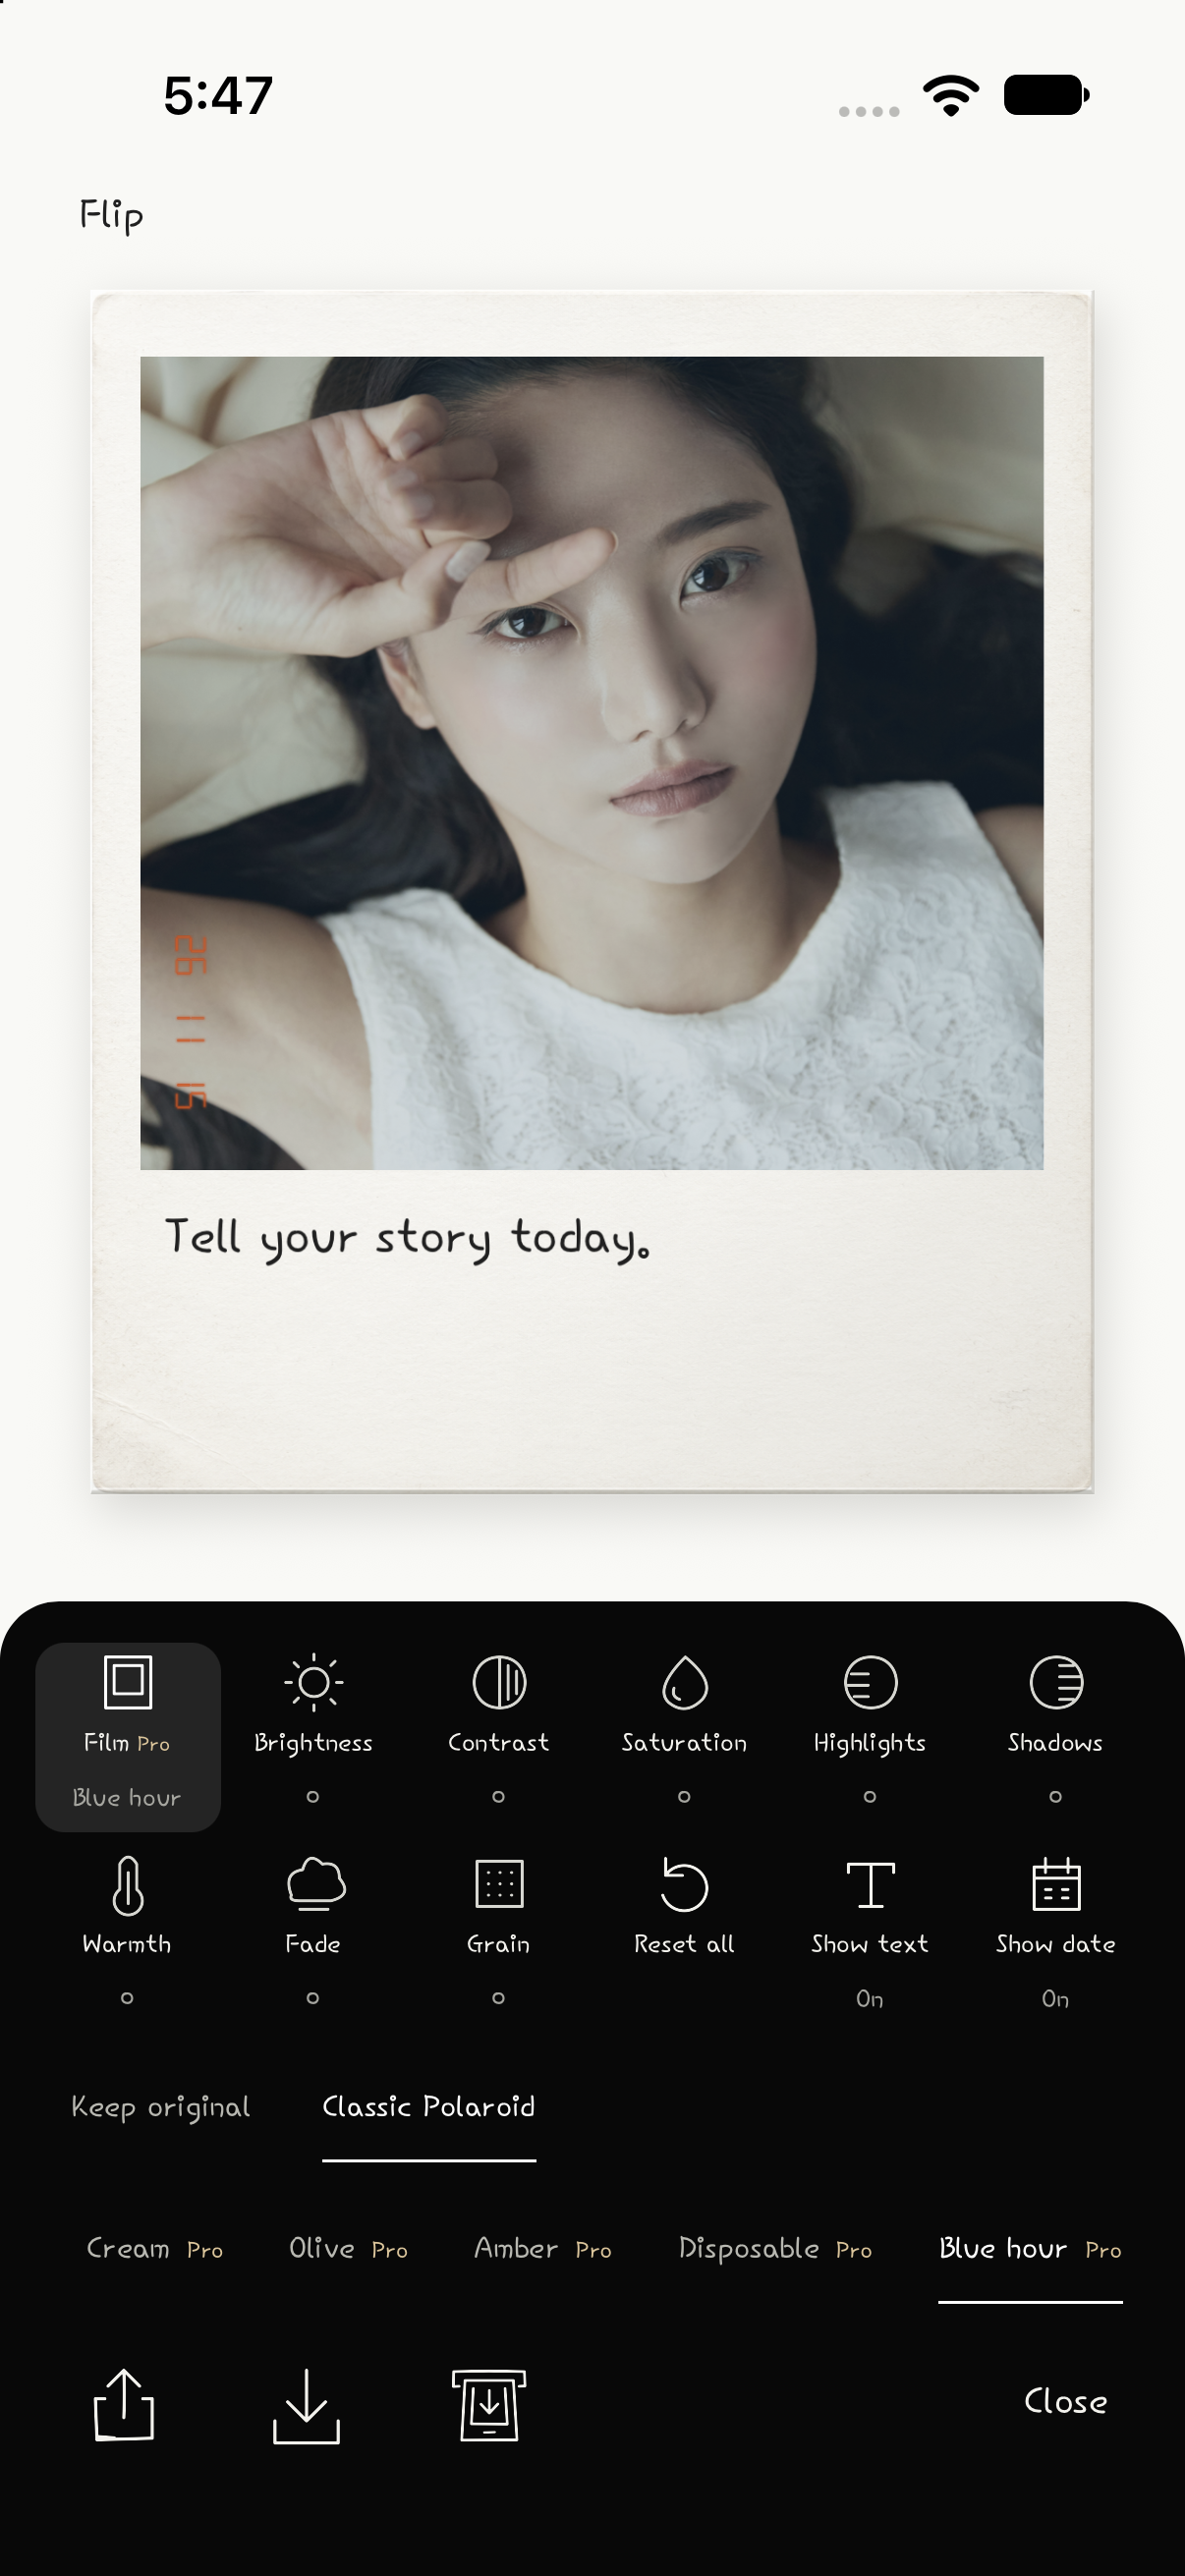 5:47
Flip
26 11 15
Tell your story today。
Film Pro
Blue hour
Brightness
0
Contrast
0
Saturation
0
Highlights
0
Shadows
0
Warmth
0
Fade
0
Grain
0
Reset all
Show text
On
Show date
On
Keep original
Classic Polaroid
Cream Pro
Olive Pro
Amber Pro
Disposable Pro
Blue hour Pro
Close